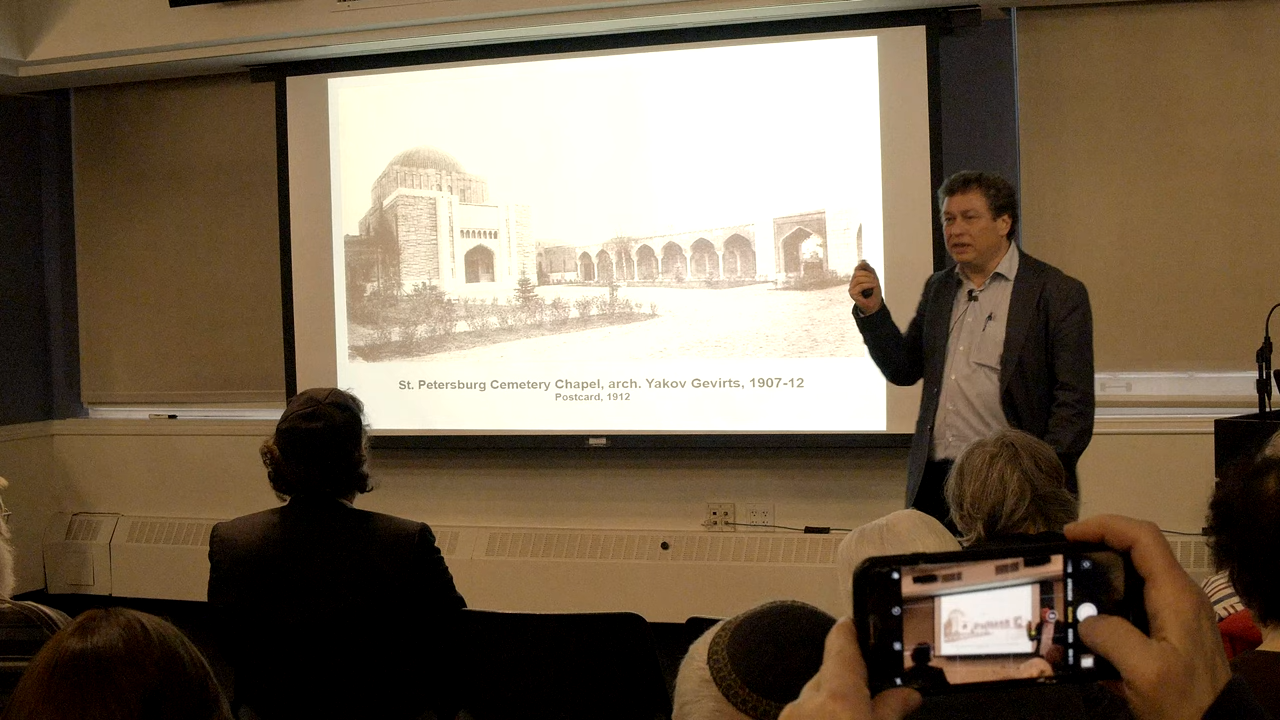 St. Petersburg Cemetery Chapel, arch. Yakov Gevirts, 1907-12
Postcard, 1912